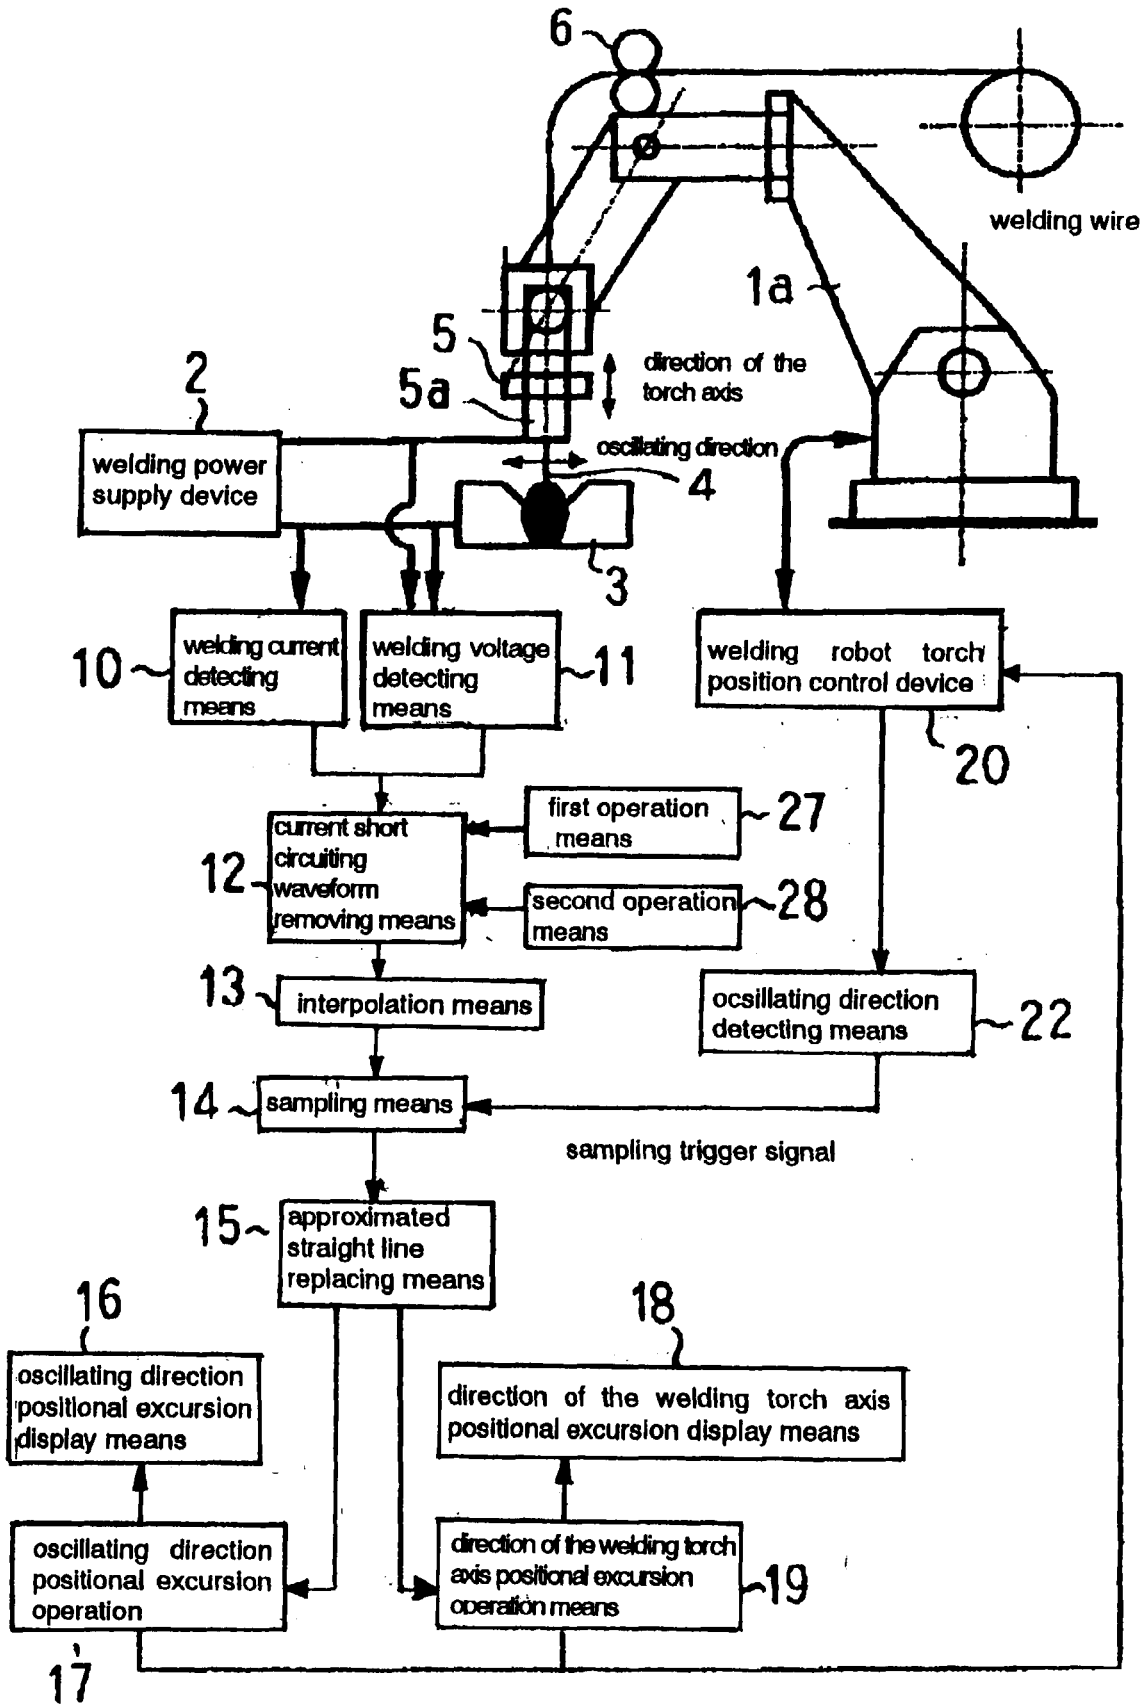 6
welding wire
1a
5
direction of the
torch axis
5a
2
oscillating direction
welding power
supply device
4
3
10
welding current
detecting
means
welding voltage
detecting
means
11
welding robot torch
position control device
20
first operation
means
27
12
current short
circuiting
waveform
removing means
second operation
means
28
13
interpolation means
ocsillating direction
detecting means
22
14
sampling means
sampling trigger signal
15
approximated
straight line
replacing means
16
18
oscillating direction
positional excursion
display means
direction of the welding torch axis
positional excursion display means
oscillating direction
positional excursion
operation
direction of the welding torch
axis positional excursion
operation means
19
17